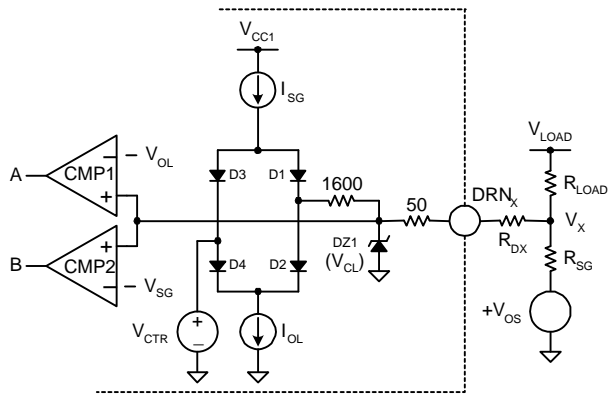 VCC1
ISG
VLOAD
A
CMP1
–
VOL
+
D3
D1
1600
50
DRNX
RLOAD
VX
RDX
B
CMP2
+
–
VSG
D4
D2
DZ1
(VCL)
RSG
VCTR
+
–
IOL
+VOS